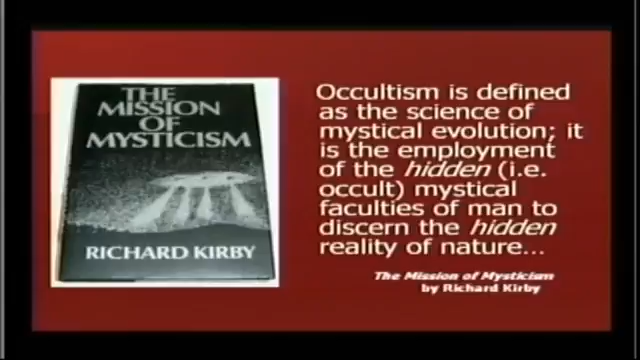 THE
MISSION
OF
MYSTICISM
RICHARD KIRBY
Occultism is defined
as the science of
mystical evolution; it
is the employment
of the hidden (i.e.
occult) mystical
faculties of man to
discern the hidden
reality of nature...
The Mission of Mysticism
by Richard Kirby